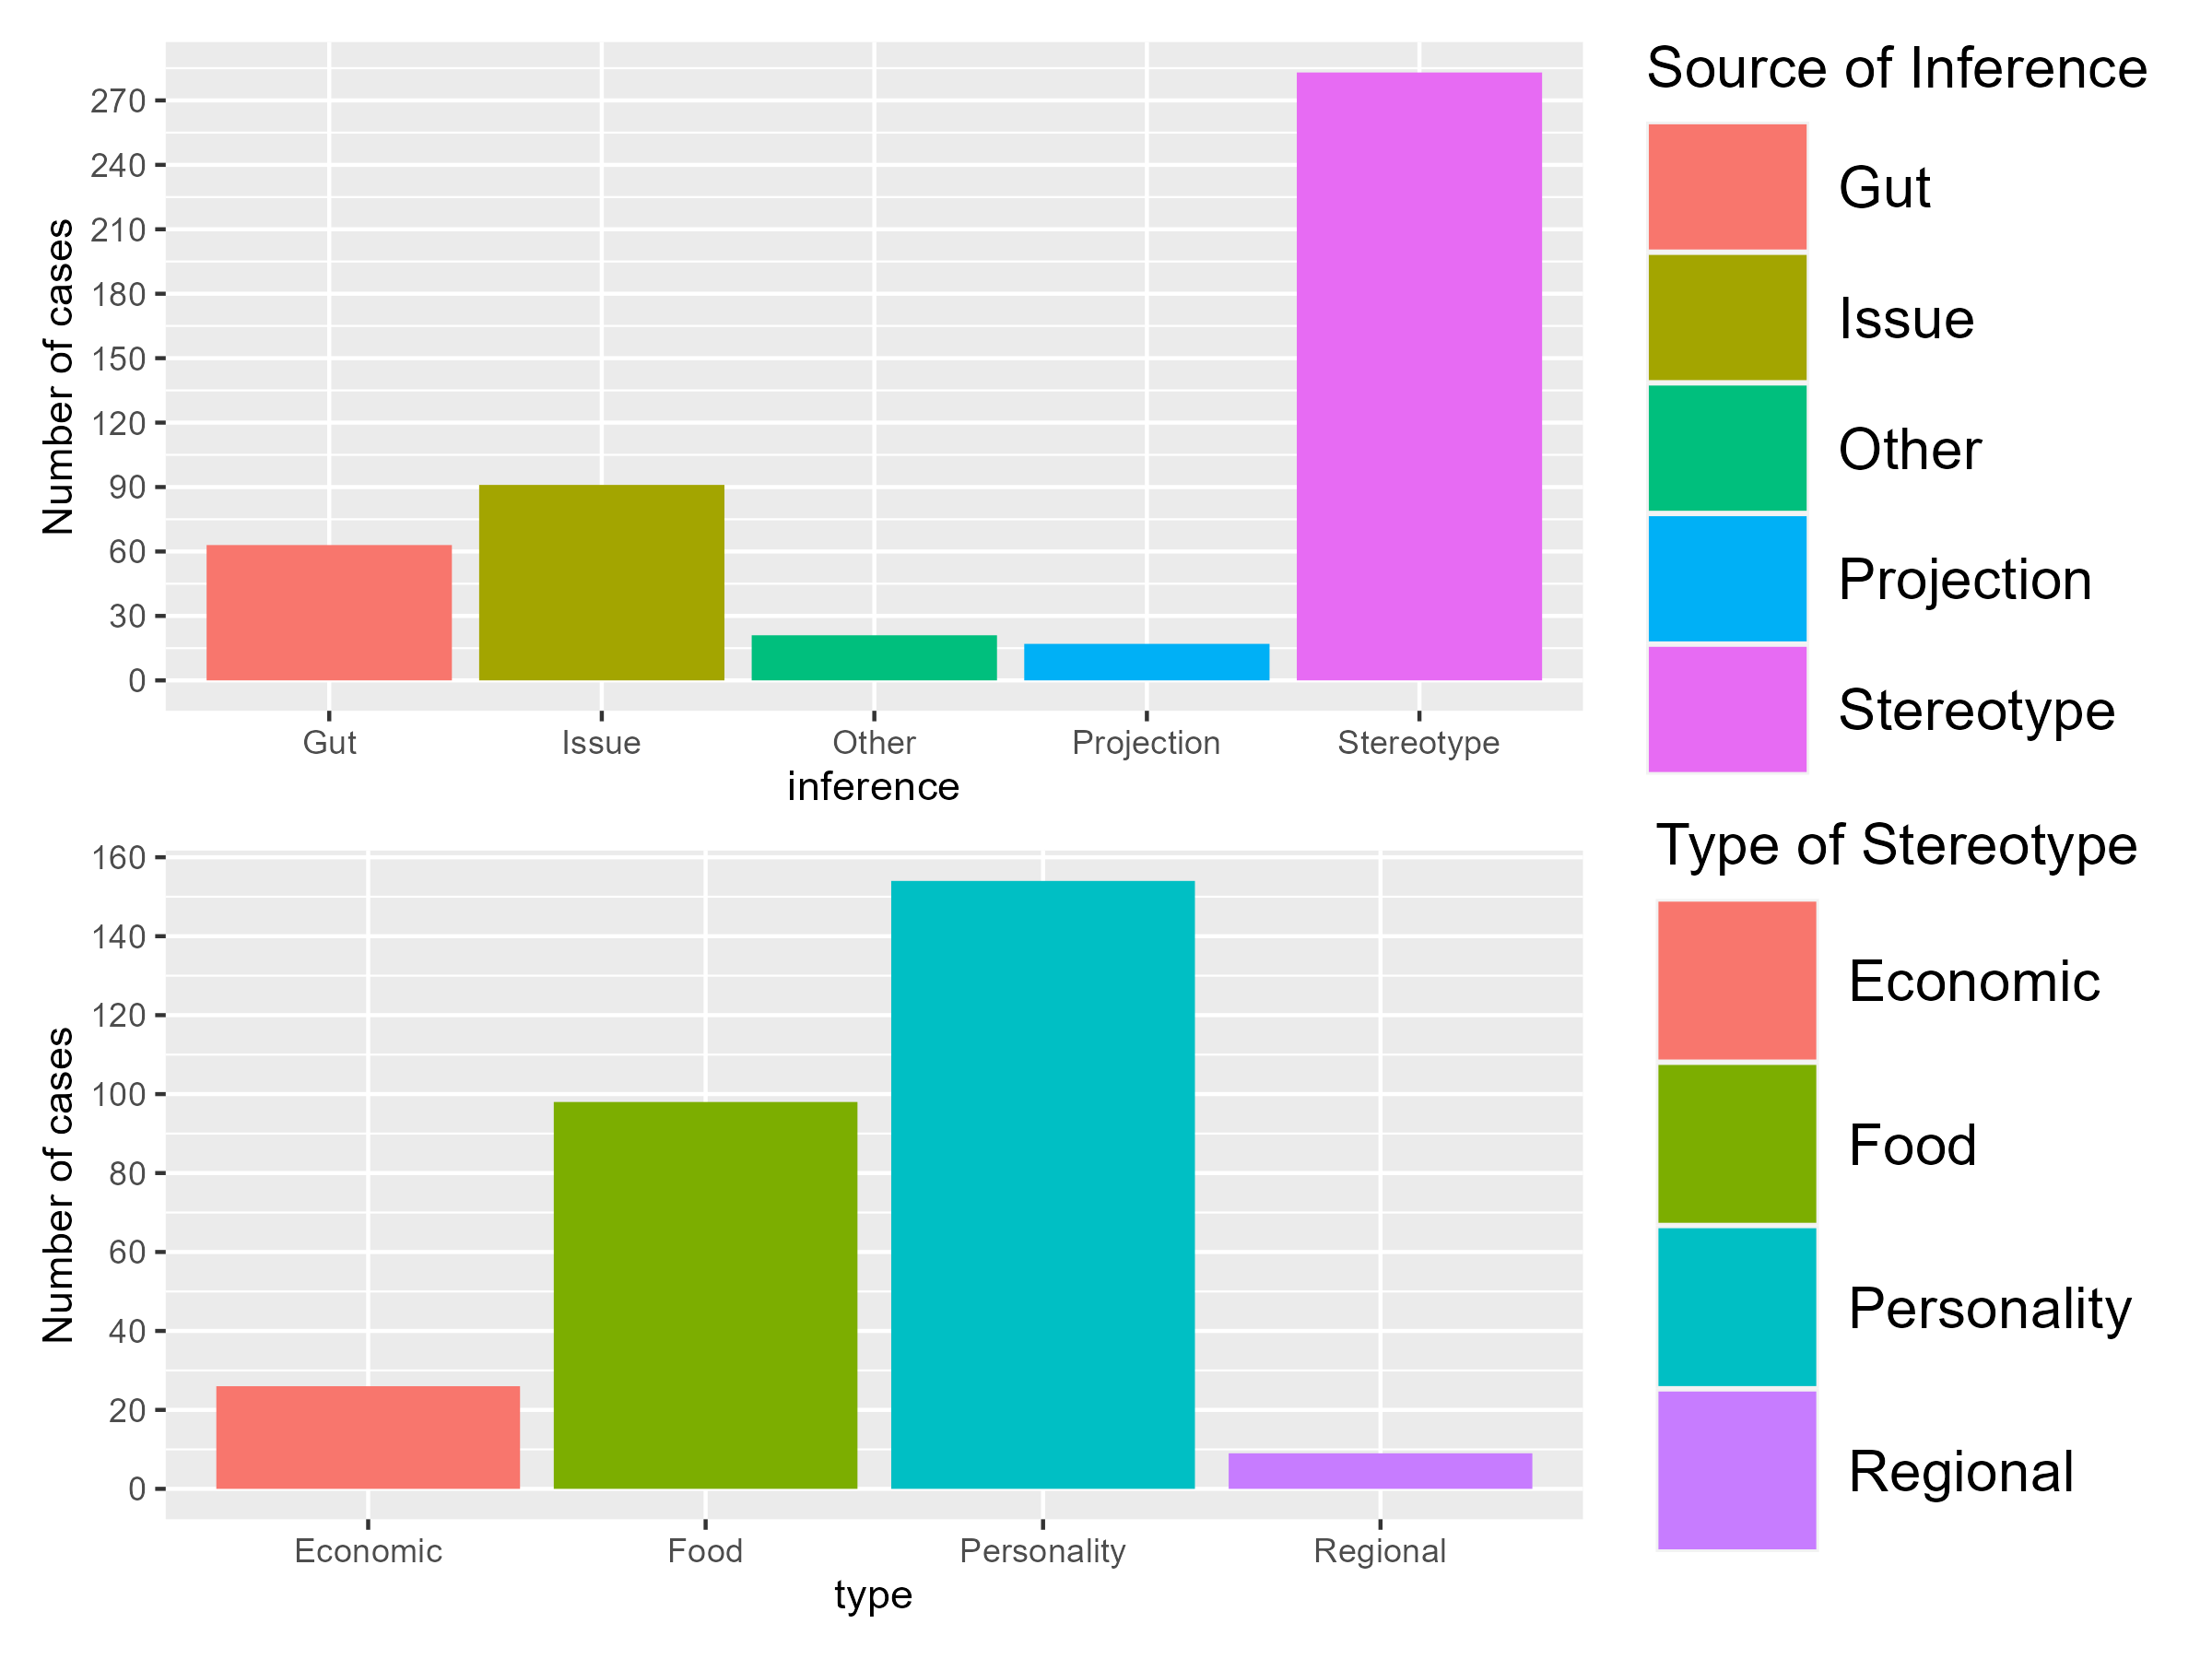 Number of cases
270
240
210
180
150
120
90
60
30
0
Gut Issue Other Projection Stereotype
inference
Source of Inference
Gut
Issue
Other
Projection
Stereotype
Number of cases
160
140
120
100
80
60
40
20
0
Economic Food Personality Regional
type
Type of Stereotype
Economic
Food
Personality
Regional